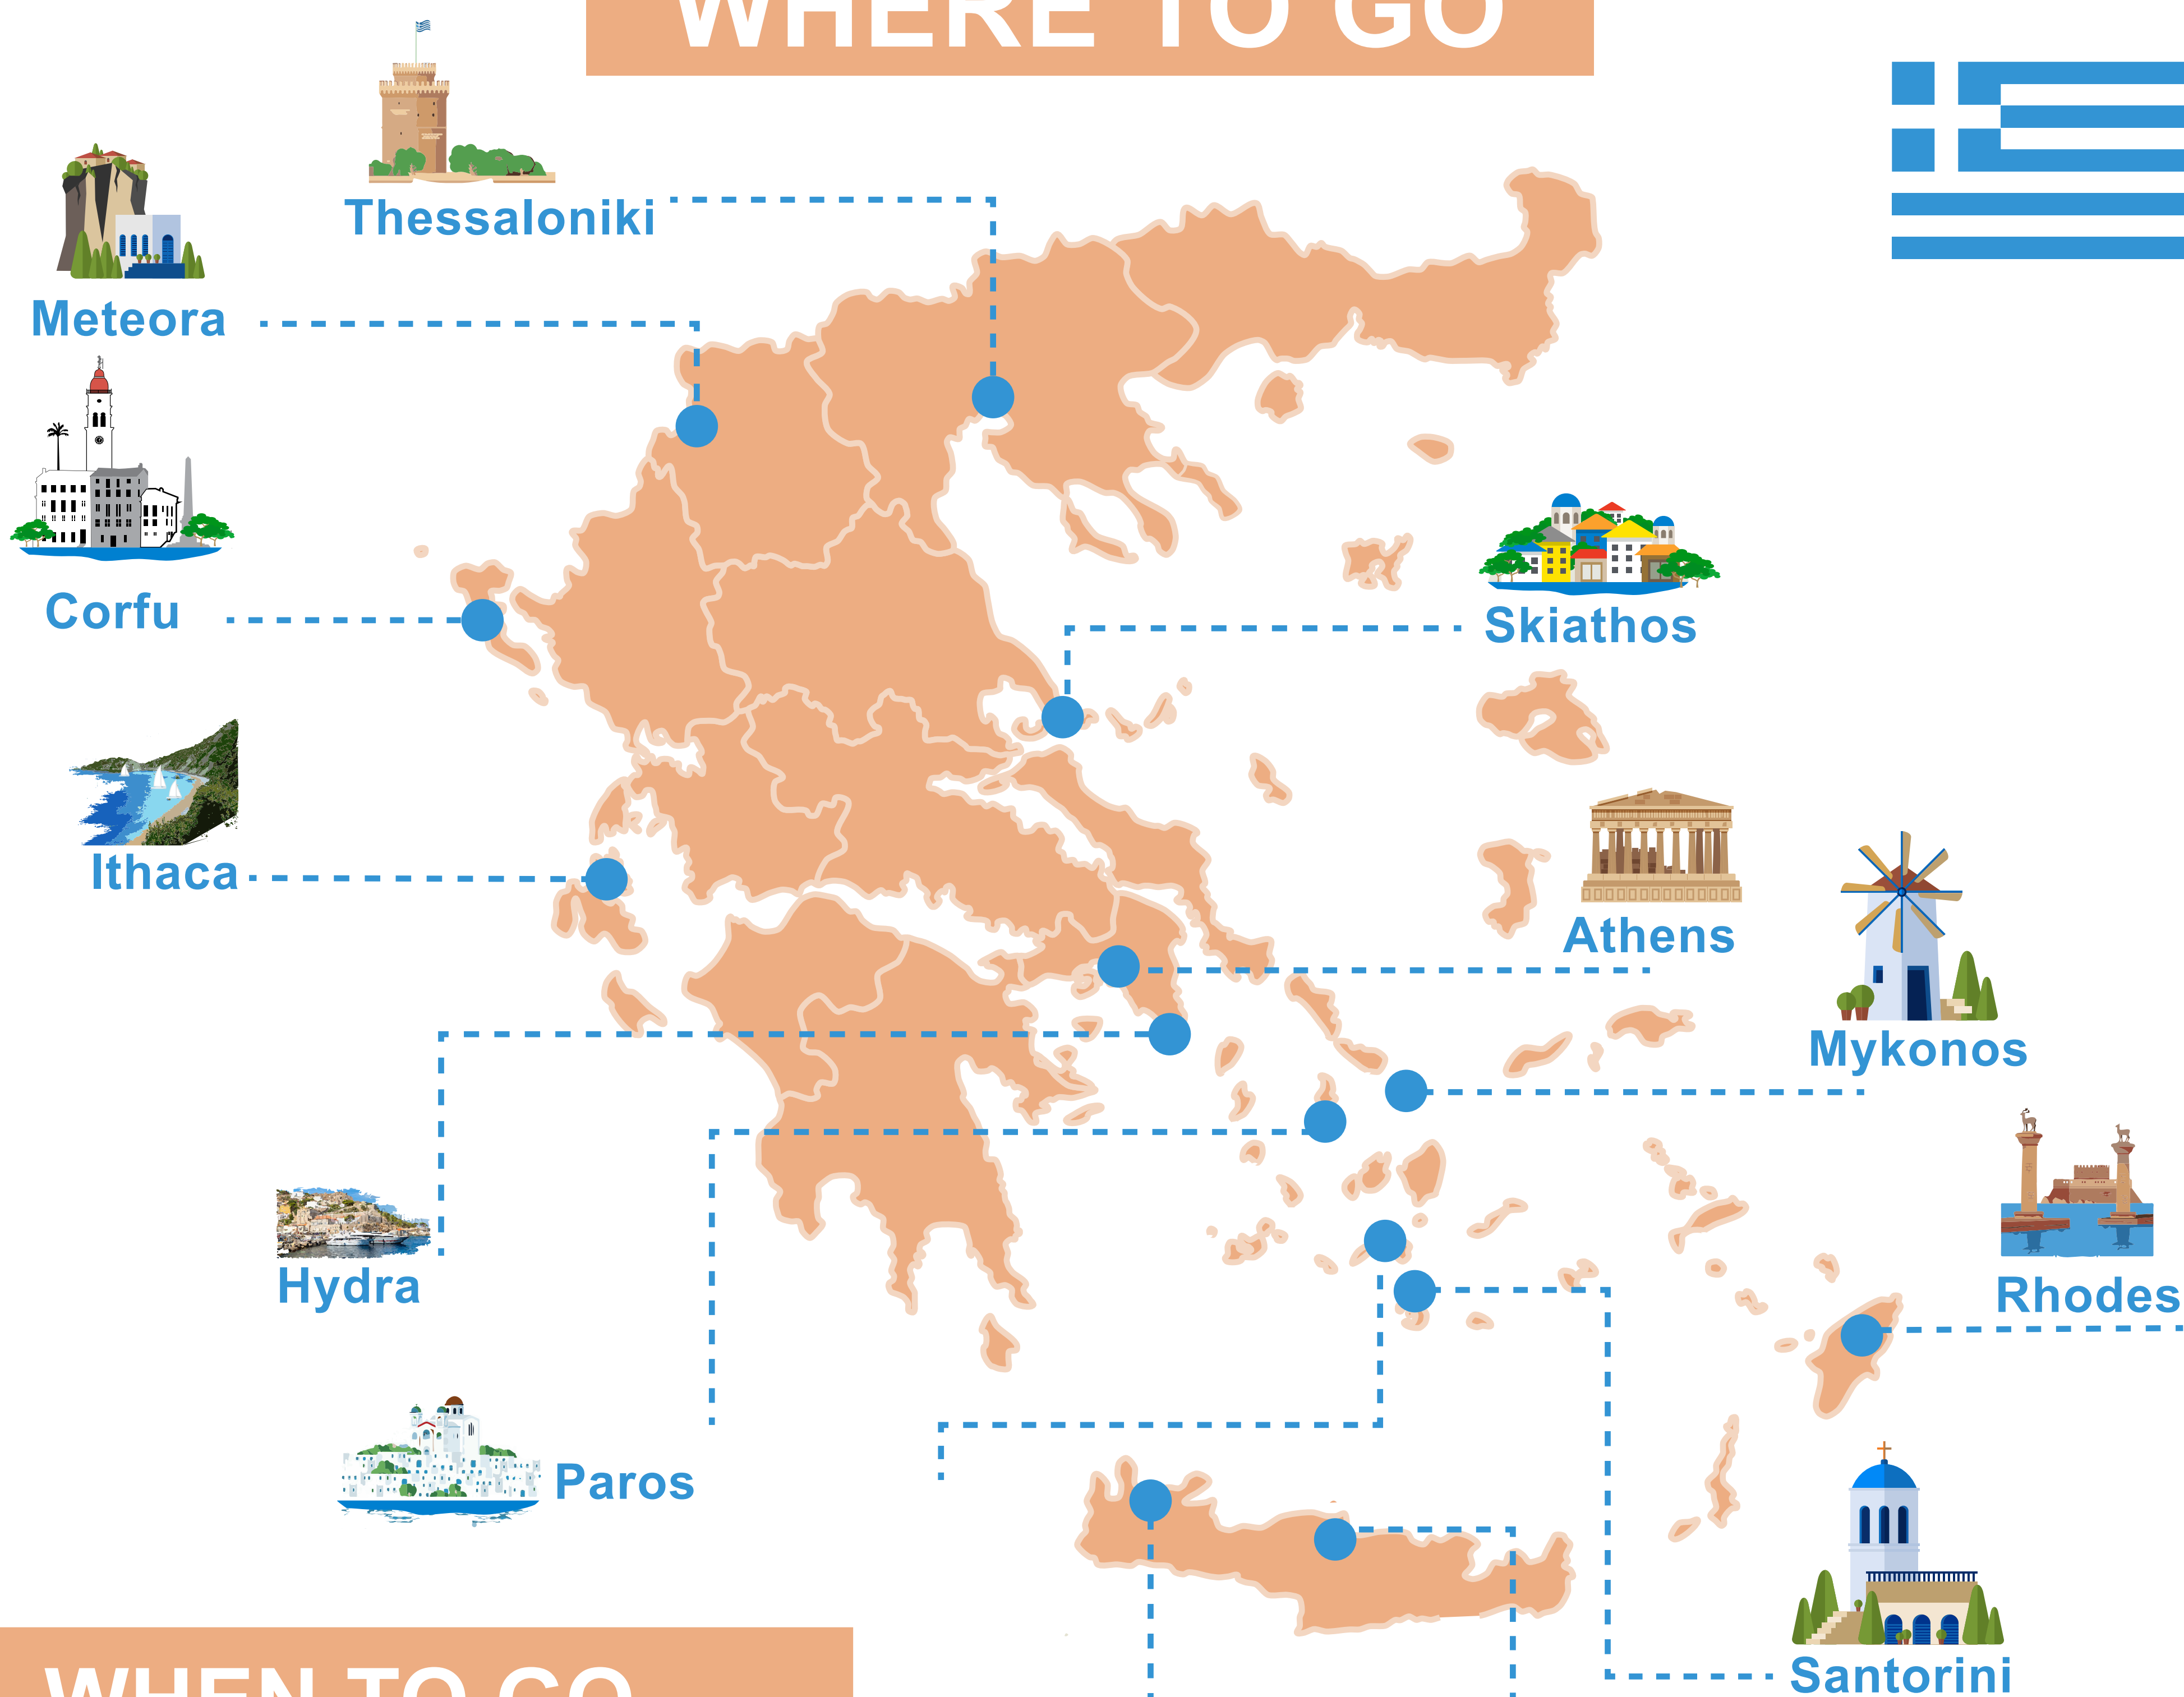 WHERE TO GO
Thessaloniki
Meteora
Corfu
Skiathos
Ithaca
Athens
Mykonos
Hydra
Rhodes
Paros
Santorini
WHEN TO GO